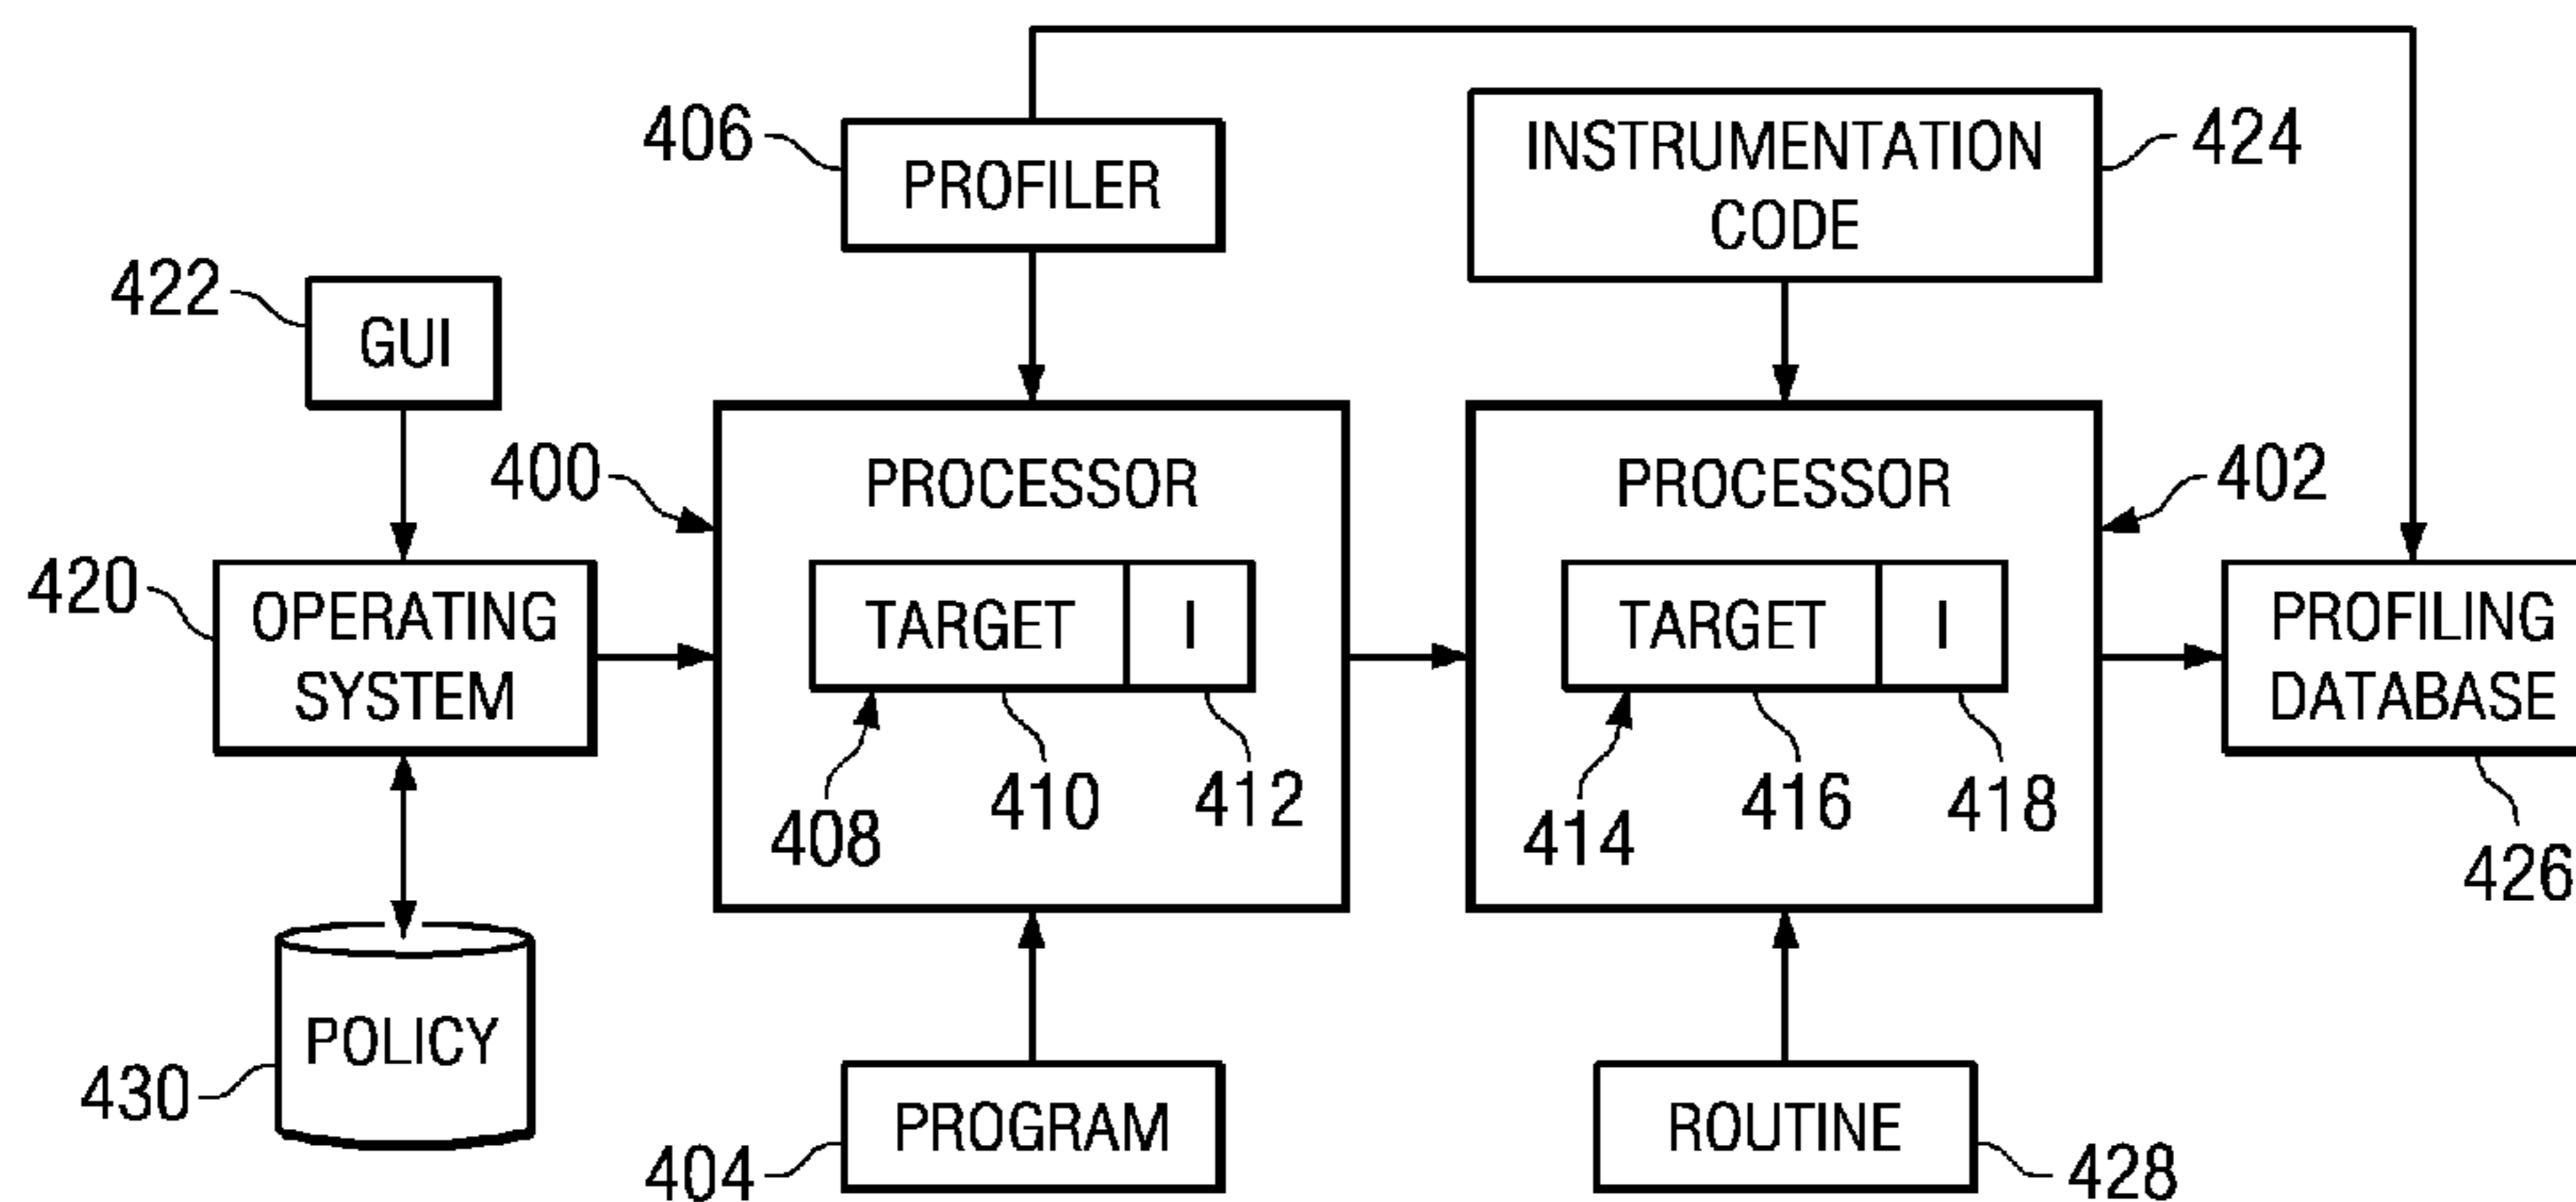 406
PROFILER
INSTRUMENTATION
CODE
424
422
GUI
400
PROCESSOR
PROCESSOR
402
420
OPERATING
SYSTEM
TARGET
I
TARGET
I
PROFILING
DATABASE
408
410
412
414
416
418
426
POLICY
430
PROGRAM
404
ROUTINE
428